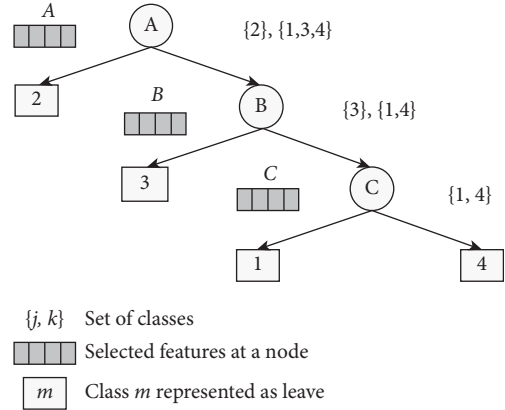 A
A
{2}, {1,3,4}
2
B
B
{3}, {1,4}
3
C
C
{1, 4}
1
4
{j, k} Set of classes
Selected features at a node
m Class m represented as leave